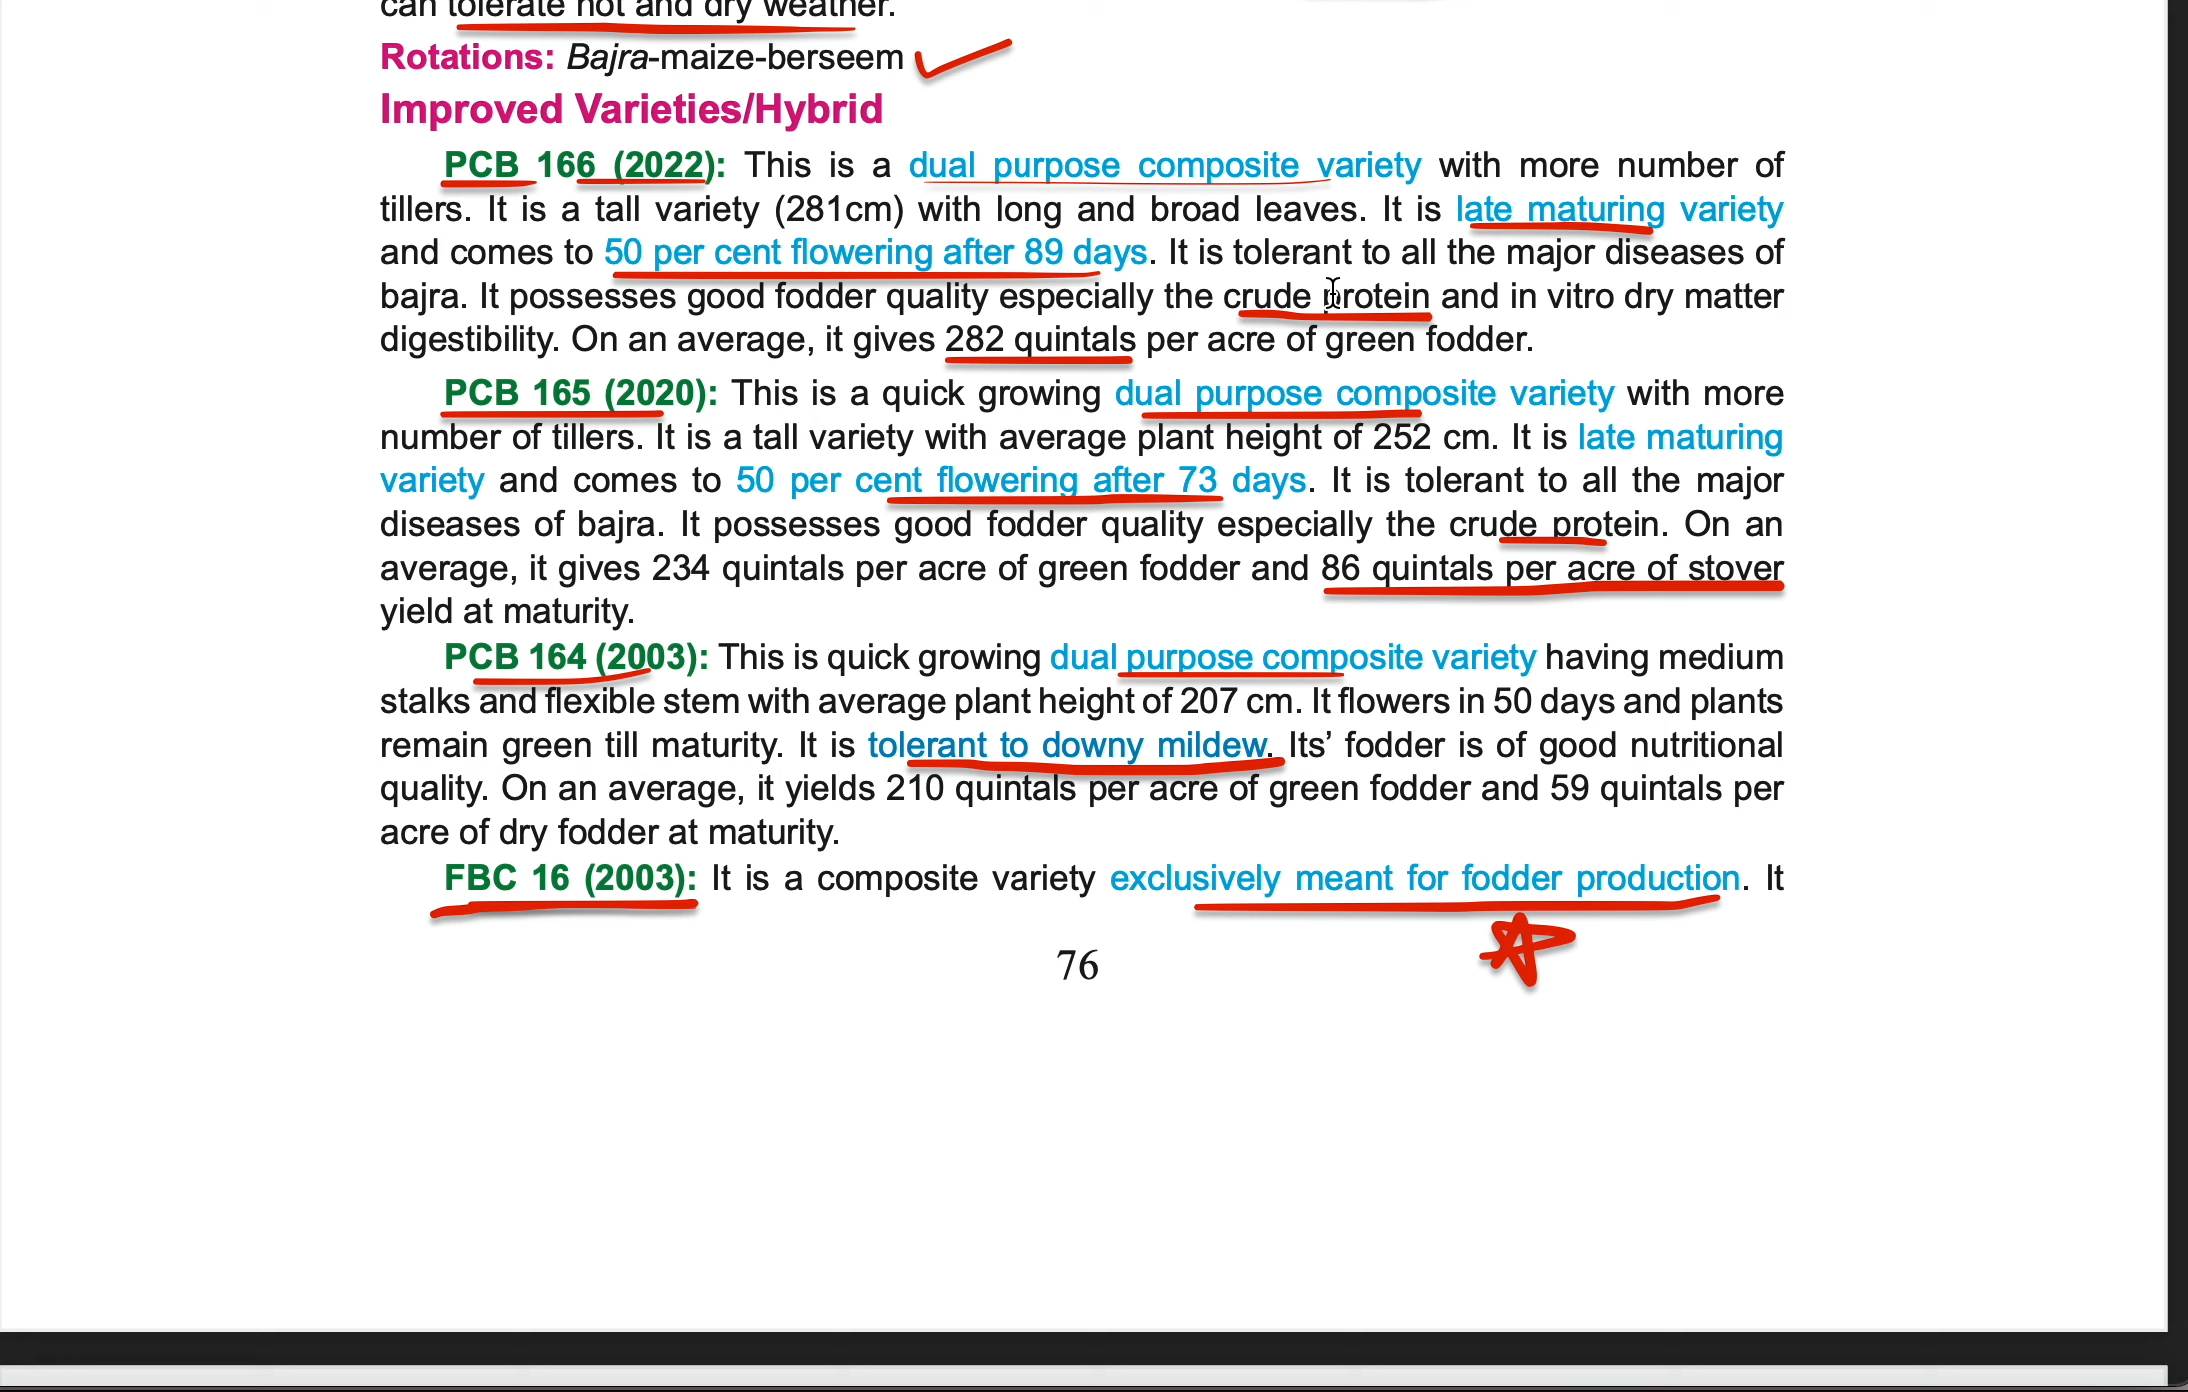 can tolerate hot and dry weather.
Rotations: Bajra-maize-berseem
Improved Varieties/Hybrid
PCB 166 (2022): This is a dual purpose composite variety with more number of
tillers. It is a tall variety (281cm) with long and broad leaves. It is late maturing variety
and comes to 50 per cent flowering after 89 days. It is tolerant to all the major diseases of
bajra. It possesses good fodder quality especially the crude protein and in vitro dry matter
digestibility. On an average, it gives 282 quintals per acre of green fodder.
PCB 165 (2020): This is a quick growing dual purpose composite variety with more
number of tillers. It is a tall variety with average plant height of 252 cm. It is late maturing
variety and comes to 50 per cent flowering after 73 days. It is tolerant to all the major
diseases of bajra. It possesses good fodder quality especially the crude protein. On an
average, it gives 234 quintals per acre of green fodder and 86 quintals per acre of stover
yield at maturity.
PCB 164 (2003): This is quick growing dual purpose composite variety having medium
stalks and flexible stem with average plant height of 207 cm. It flowers in 50 days and plants
remain green till maturity. It is tolerant to downy mildew. Its’ fodder is of good nutritional
quality. On an average, it yields 210 quintals per acre of green fodder and 59 quintals per
acre of dry fodder at maturity.
FBC 16 (2003): It is a composite variety exclusively meant for fodder production. It
76